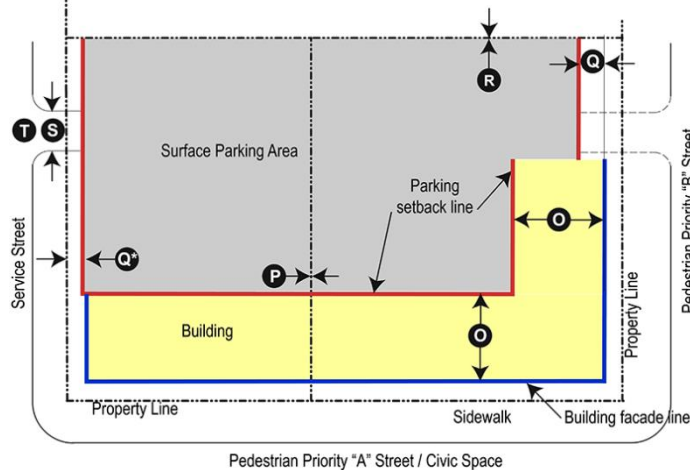 Q
R
T S
Surface Parking Area
Parking
setback line
O
Service Street
Q*
P
Pedestrian Priority "B" Street
Property Line
Building
O
Property Line
Sidewalk
Building facade line
Pedestrian Priority "A" Street / Civic Space